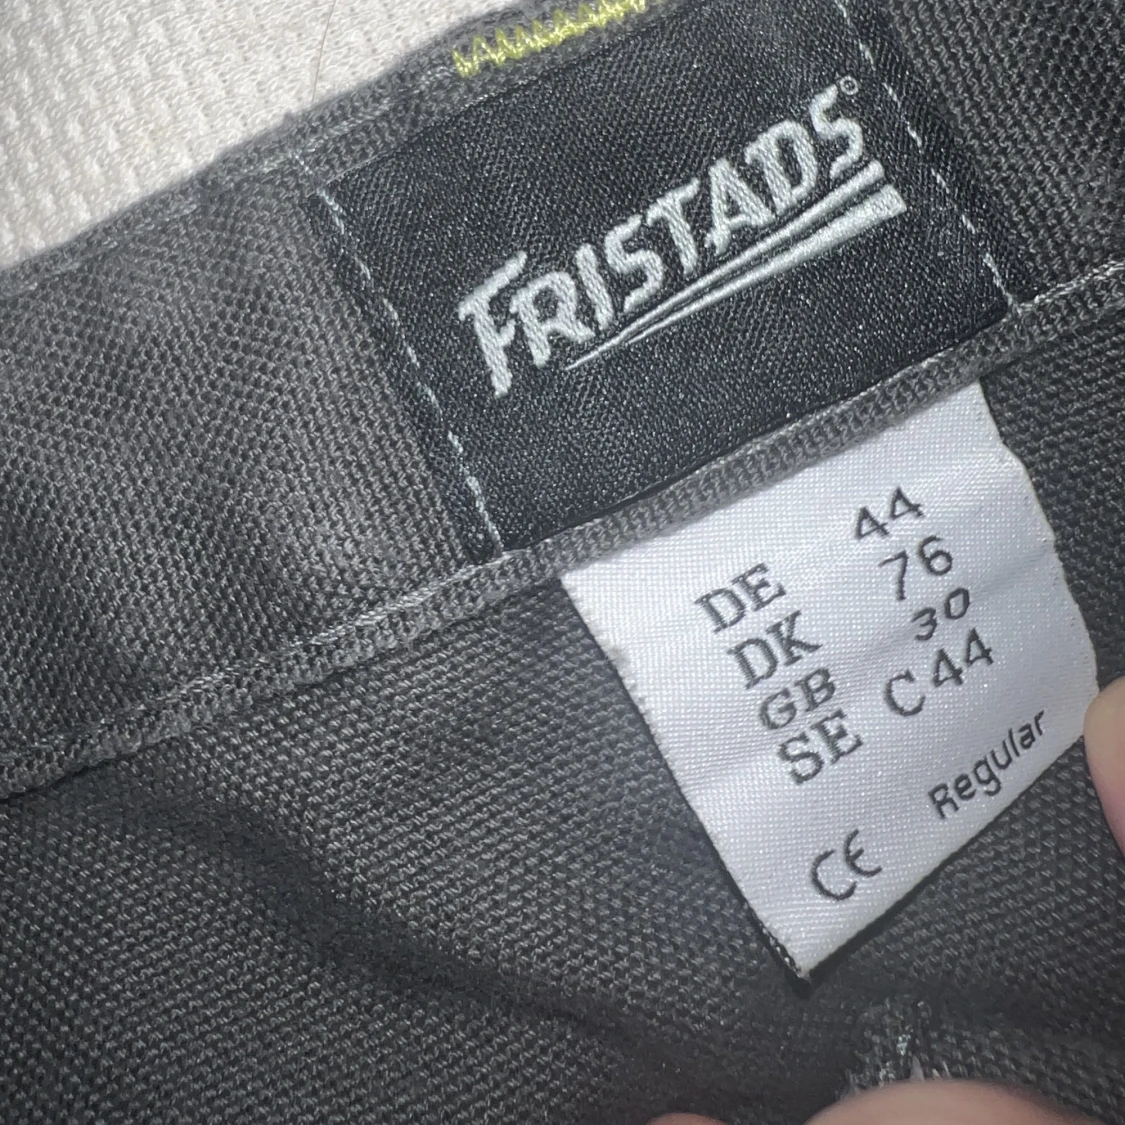 FRISTADS®
DE 44
DK 76
GB 30
SE C44
Regular
CE